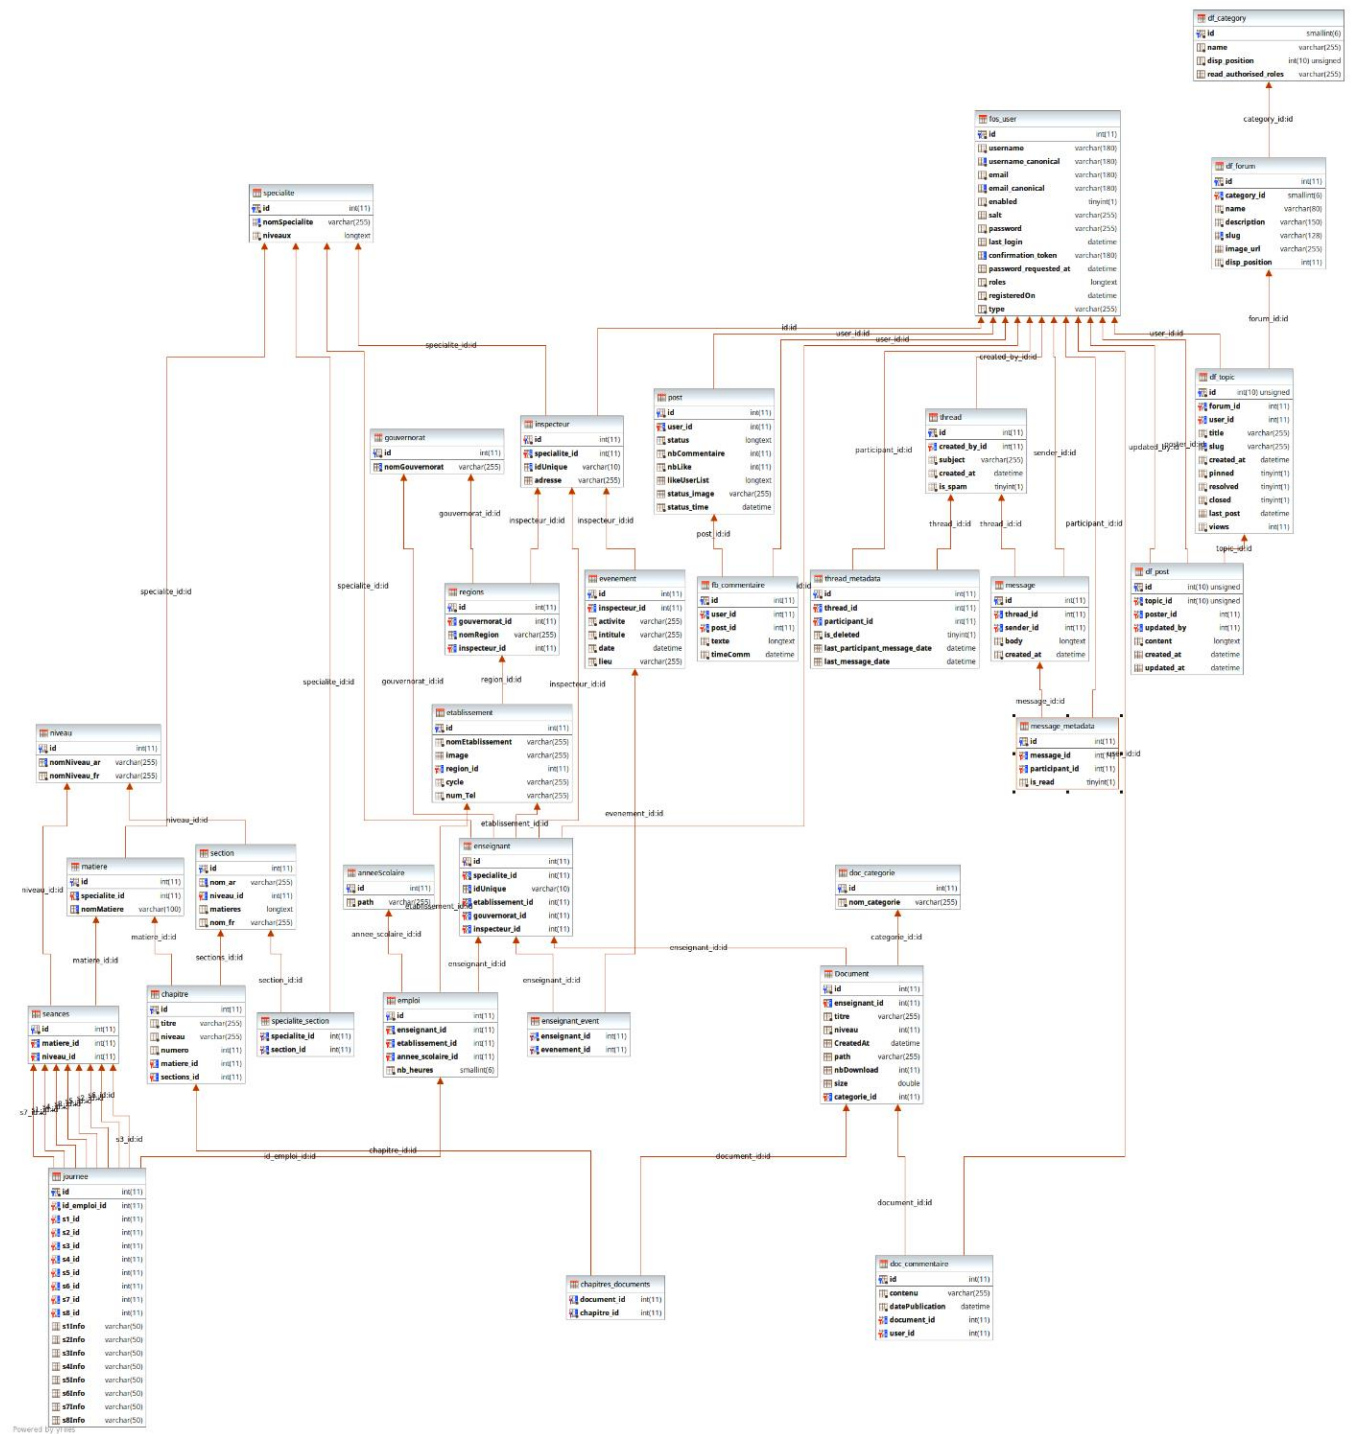 df_category
id smallint(6)
name varchar(255)
disp_position int(10) unsigned
read_authorised_roles varchar(255)
category_id:id
fos_user
id int(11)
username varchar(180)
username_canonical varchar(180)
email varchar(180)
email_canonical varchar(180)
enabled tinyint(1)
salt varchar(255)
password varchar(255)
last_login datetime
confirmation_token varchar(180)
password_requested_at datetime
roles longtext
registeredOn datetime
type varchar(255)
df_forum
id int(11)
category_id smallint(6)
name varchar(80)
description varchar(150)
slug varchar(128)
image_url varchar(255)
disp_position int(11)
forum_id:id
specialite
id int(11)
nomSpecialite varchar(255)
niveaux longtext
id:id
user_id:id
user_id:id
user_id:id
specialite_id:id
created_by_id:id
df_topic
id int(10) unsigned
forum_id int(11)
user_id int(11)
title varchar(255)
slug varchar(255)
created_at datetime
pinned tinyint(1)
resolved tinyint(1)
closed tinyint(1)
last_post datetime
views int(11)
post
id int(11)
user_id int(11)
status longtext
nbCommentaire int(11)
nbLike int(11)
likeUserList longtext
status_image varchar(255)
status_time datetime
thread
id int(11)
created_by_id int(11)
subject varchar(255)
created_at datetime
is_spam tinyint(1)
inspecteur
id int(11)
specialite_id int(11)
idUnique varchar(10)
adresse varchar(255)
gouvernorat
id int(11)
nomGouvernorat varchar(255)
participant_id:id
sender_id:id
updated_by:id
poster_id:id
gouvernorat_id:id
inspecteur_id:id
inspecteur_id:id
post_id:id
thread_id:id
thread_id:id
participant_id:id
topic_id:id
regions
id int(11)
gouvernorat_id int(11)
nomRegion varchar(255)
inspecteur_id int(11)
evenement
id int(11)
inspecteur_id int(11)
activite varchar(255)
intitule varchar(255)
date datetime
lieu varchar(255)
fb_commentaire
id int(11)
user_id int(11)
post_id int(11)
texte longtext
timeComm datetime
id:id
thread_metadata
id int(11)
thread_id int(11)
participant_id int(11)
is_deleted tinyint(1)
last_participant_message_date datetime
last_message_date datetime
message
id int(11)
thread_id int(11)
sender_id int(11)
body longtext
created_at datetime
df_post
id int(10) unsigned
topic_id int(10) unsigned
poster_id int(11)
updated_by int(11)
content longtext
created_at datetime
updated_at datetime
specialite_id:id
specialite_id:id
specialite_id:id
gouvernorat_id:id
region_id:id
inspecteur_id:id
message_id:id
etablissement
id int(11)
nomEtablissement varchar(255)
image varchar(255)
region_id int(11)
cycle varchar(255)
num_Tel varchar(255)
message_metadata
id int(11)
message_id int(11)
participant_id int(11)
is_read tinyint(1)
user_id:id
niveau
id int(11)
nomNiveau_ar varchar(255)
nomNiveau_fr varchar(255)
niveau_id:id
etablissement_id:id
evenement_id:id
matiere
id int(11)
specialite_id int(11)
nomMatiere varchar(100)
section
id int(11)
nom_ar varchar(255)
niveau_id int(11)
matieres longtext
nom_fr varchar(255)
anneeScolaire
id int(11)
path varchar(255)
etablissement_id:id
enseignant
id int(11)
specialite_id int(11)
idUnique varchar(10)
etablissement_id int(11)
gouvernorat_id int(11)
inspecteur_id int(11)
doc_categorie
id int(11)
nom_categorie varchar(255)
niveau_id:id
matiere_id:id
matiere_id:id
sections_id:id
section_id:id
annee_scolaire_id:id
enseignant_id:id
enseignant_id:id
enseignant_id:id
categorie_id:id
seances
id int(11)
matiere_id int(11)
niveau_id int(11)
chapitre
id int(11)
titre varchar(255)
niveau varchar(255)
numero int(11)
matiere_id int(11)
sections_id int(11)
specialite_section
specialite_id int(11)
section_id int(11)
emploi
id int(11)
enseignant_id int(11)
etablissement_id int(11)
annee_scolaire_id int(11)
nb_heures smallint(6)
enseignant_event
enseignant_id int(11)
evenement_id int(11)
Document
id int(11)
enseignant_id int(11)
titre varchar(255)
niveau int(11)
CreatedAt datetime
path varchar(255)
nbDownload int(11)
size double
categorie_id int(11)
s3_id:id
id_emploi_id:id
chapitre_id:id
document_id:id
document_id:id
journee
id int(11)
id_emploi_id int(11)
s1_id int(11)
s2_id int(11)
s3_id int(11)
s4_id int(11)
s5_id int(11)
s6_id int(11)
s7_id int(11)
s8_id int(11)
s1Info varchar(50)
s2Info varchar(50)
s3Info varchar(50)
s4Info varchar(50)
s5Info varchar(50)
s6Info varchar(50)
s7Info varchar(50)
s8Info varchar(50)
chapitres_documents
document_id int(11)
chapitre_id int(11)
doc_commentaire
id int(11)
contenu varchar(255)
datePublication datetime
document_id int(11)
user_id int(11)
Powered by yFiles